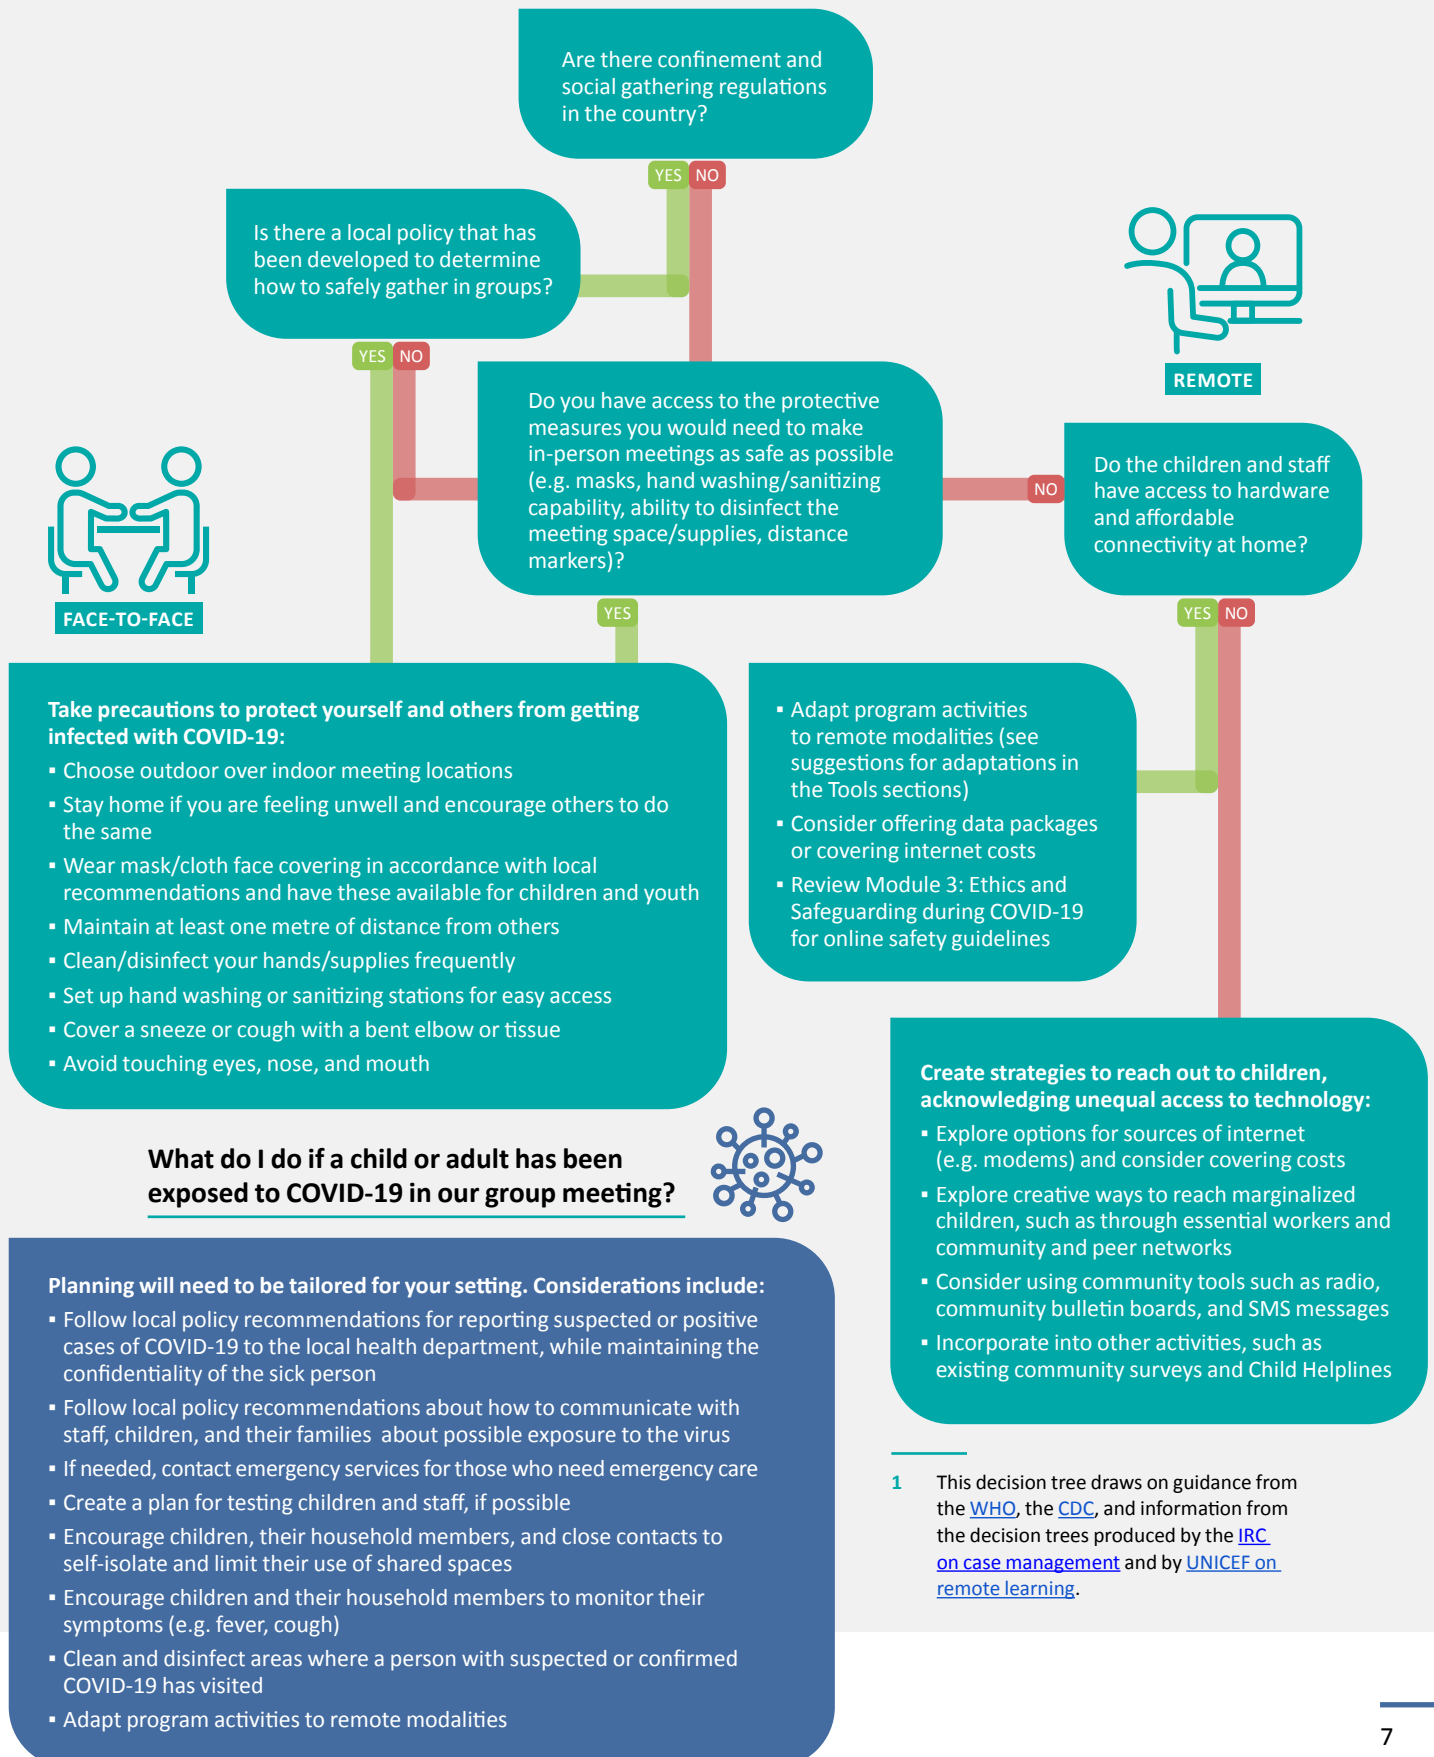 Are there confinement and
social gathering regulations
in the country?
YES NO
Is there a local policy that has
been developed to determine
how to safely gather in groups?
YES NO
REMOTE
Do you have access to the protective
measures you would need to make
in-person meetings as safe as possible
(e.g. masks, hand washing/sanitizing
capability, ability to disinfect the
meeting space/supplies, distance
markers)?
NO
Do the children and staff
have access to hardware
and affordable
connectivity at home?
FACE-TO-FACE
YES
YES NO
Take precautions to protect yourself and others from getting
infected with COVID-19:
▪ Choose outdoor over indoor meeting locations
▪ Stay home if you are feeling unwell and encourage others to do
the same
▪ Wear mask/cloth face covering in accordance with local
recommendations and have these available for children and youth
▪ Maintain at least one metre of distance from others
▪ Clean/disinfect your hands/supplies frequently
▪ Set up hand washing or sanitizing stations for easy access
▪ Cover a sneeze or cough with a bent elbow or tissue
▪ Avoid touching eyes, nose, and mouth
▪ Adapt program activities
to remote modalities (see
suggestions for adaptations in
the Tools sections)
▪ Consider offering data packages
or covering internet costs
▪ Review Module 3: Ethics and
Safeguarding during COVID-19
for online safety guidelines
Create strategies to reach out to children,
acknowledging unequal access to technology:
▪ Explore options for sources of internet
(e.g. modems) and consider covering costs
▪ Explore creative ways to reach marginalized
children, such as through essential workers and
community and peer networks
▪ Consider using community tools such as radio,
community bulletin boards, and SMS messages
▪ Incorporate into other activities, such as
existing community surveys and Child Helplines
What do I do if a child or adult has been
exposed to COVID-19 in our group meeting?
Planning will need to be tailored for your setting. Considerations include:
▪ Follow local policy recommendations for reporting suspected or positive
cases of COVID-19 to the local health department, while maintaining the
confidentiality of the sick person
▪ Follow local policy recommendations about how to communicate with
staff, children, and their families about possible exposure to the virus
▪ If needed, contact emergency services for those who need emergency care
▪ Create a plan for testing children and staff, if possible
▪ Encourage children, their household members, and close contacts to
self-isolate and limit their use of shared spaces
▪ Encourage children and their household members to monitor their
symptoms (e.g. fever, cough)
▪ Clean and disinfect areas where a person with suspected or confirmed
COVID-19 has visited
▪ Adapt program activities to remote modalities
1 This decision tree draws on guidance from
the WHO, the CDC, and information from
the decision trees produced by the IRC
on case management and by UNICEF on
remote learning.
7